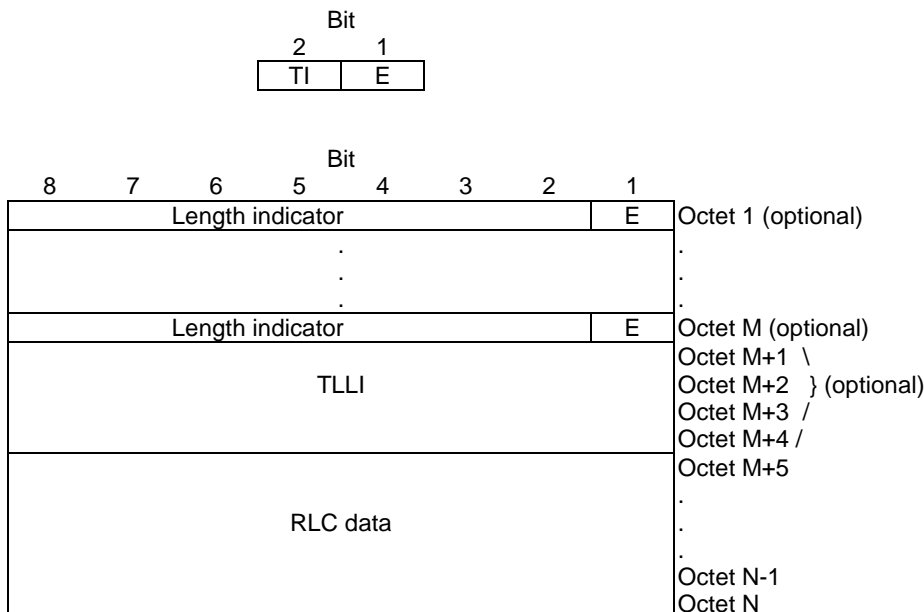 Bit
2 1
TI E
Bit
8 7 6 5 4 3 2 1
Length indicator E Octet 1 (optional)
. .
. .
. .
Length indicator E Octet M (optional)
Octet M+1 \
TLLI Octet M+2 } (optional)
Octet M+3 /
Octet M+4 /
Octet M+5
.
RLC data .
.
Octet N-1
Octet N